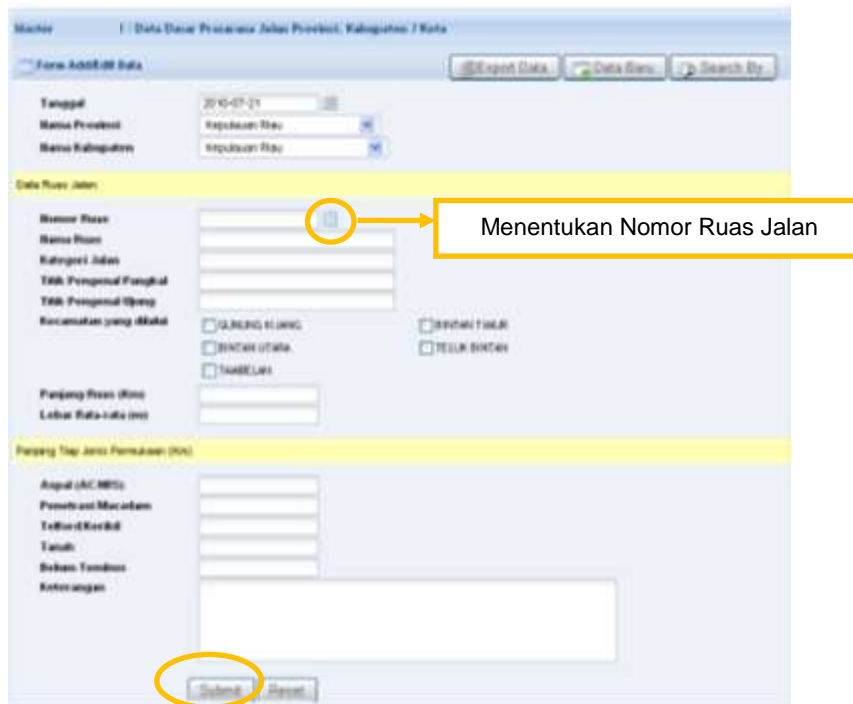 Master : Data Dasar Prasarana Jalan Provinsi, Kabupaten / Kota
Form Add/Edit Data Export Data Data Baru Search By
Tanggal 2010-07-21
Nama Provinsi Kepulauan Riau
Nama Kabupaten Kepulauan Riau
Data Ruas Jalan
Nomor Ruas
Menentukan Nomor Ruas Jalan
Nama Ruas
Kategori Jalan
Titik Pengenal Pangkal
Titik Pengenal Ujung
Kecamatan yang dilalui GUNUNG KIJANG BINTAN TIMUR
BINTAN UTARA TELUK BINTAN
TAMBELAN
Panjang Ruas (Km)
Lebar Rata-rata (m)
Panjang Tiap Jenis Permukaan (Km)
Aspal (AC/HRS)
Penetrasi Macadam
Telford/Kerikil
Tanah
Belum Tembus
Keterangan
Submit Reset